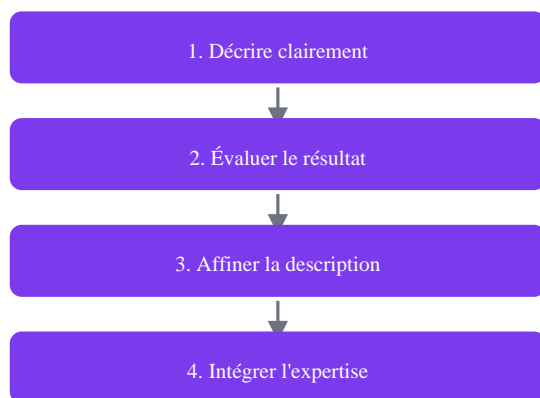 1. Décrire clairement
2. Évaluer le résultat
3. Affiner la description
4. Intégrer l'expertise